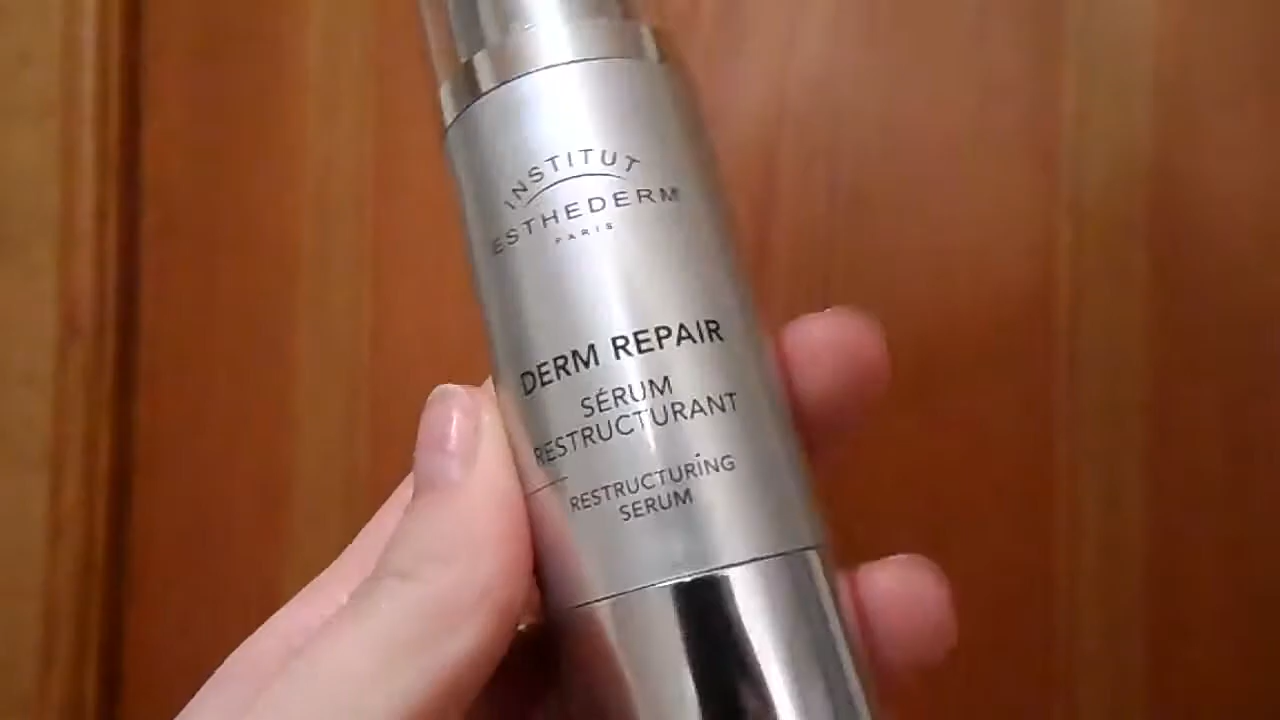 INSTITUT
ESTHEDERM
PARIS
DERM REPAIR
SÉRUM
RESTRUCTURANT
RESTRUCTURING
SERUM